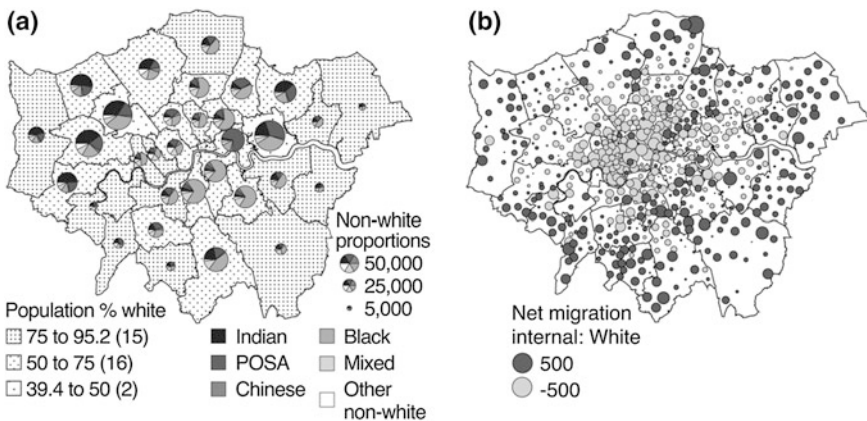 (a)
Non-white
proportions
50,000
25,000
5,000
Population % white
75 to 95.2 (15)
50 to 75 (16)
39.4 to 50 (2)
Indian
POSA
Chinese
Black
Mixed
Other
non-white
(b)
Net migration
internal: White
500
-500